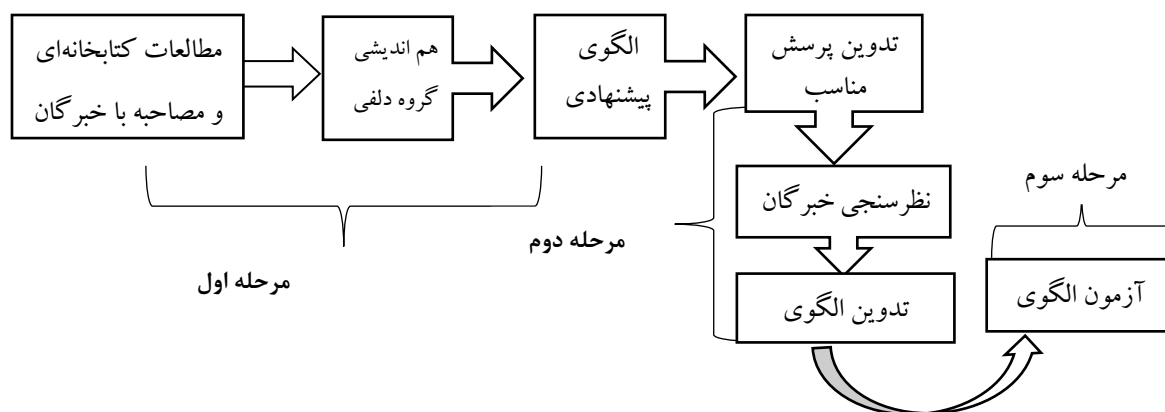 مطالعات کتابخانه‌ای
و مصاحبه با خبرگان
هم اندیشی
گروه دلفی
الگوی
پیشنهادی
تدوین پرسش
مناسب
نظرسنجی خبرگان
تدوین الگوی
مرحله اول
مرحله دوم
مرحله سوم
آزمون الگوی